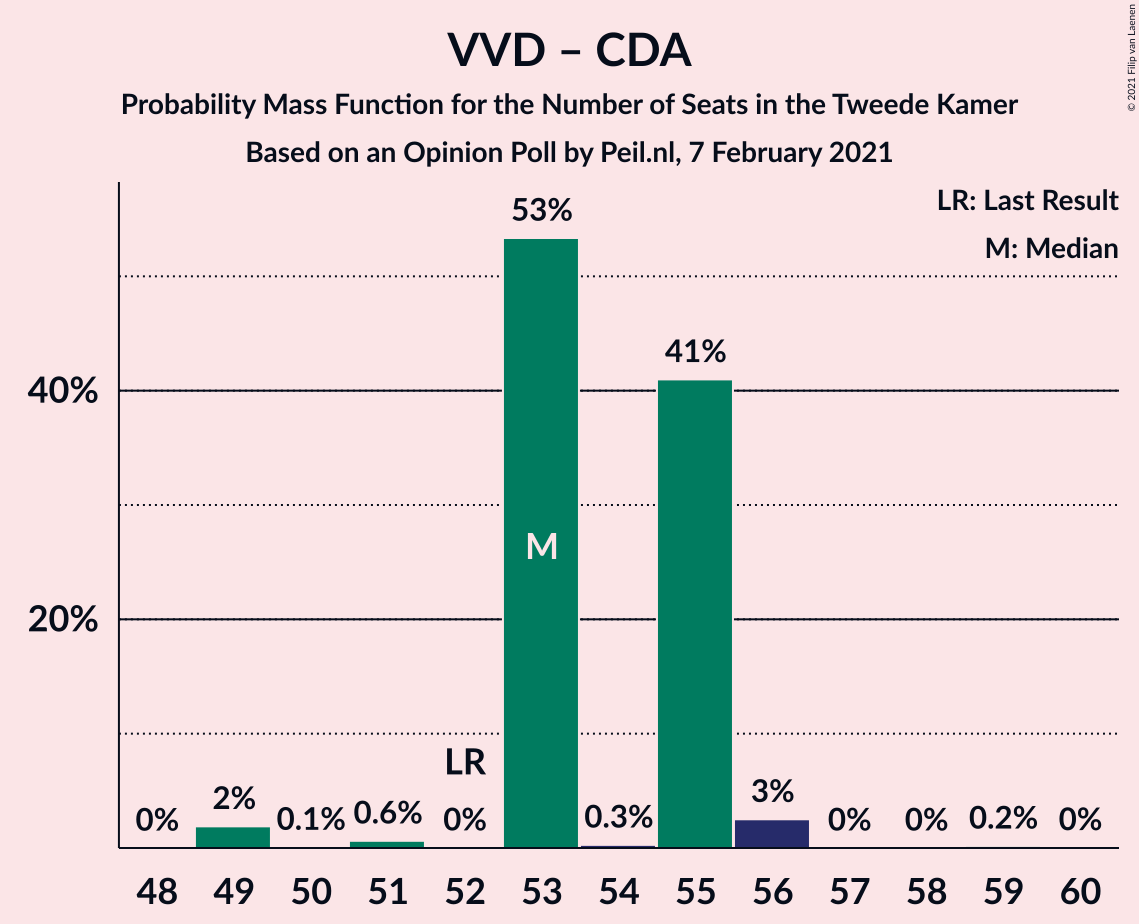 VVD – CDA
Probability Mass Function for the Number of Seats in the Tweede Kamer
Based on an Opinion Poll by Peil.nl, 7 February 2021
© 2021 Filip van Laenen
LR: Last Result
M: Median
53%
41%
40%
M
20%
LR
0% 2% 0.1% 0.6% 0% 0.3% 3% 0% 0% 0.2% 0%
48 49 50 51 52 53 54 55 56 57 58 59 60